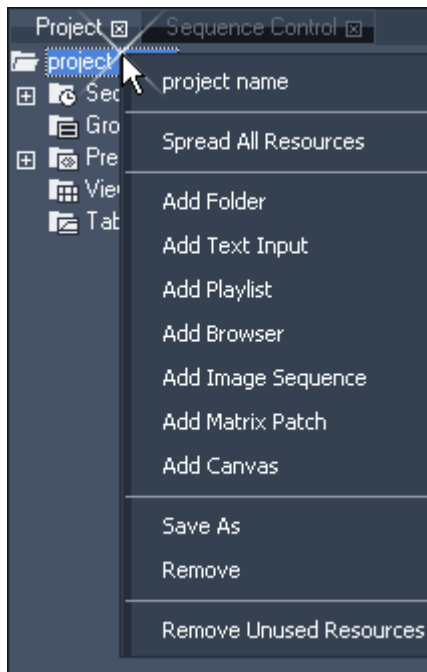 Project Sequence Control
project
project name
Sec
Spread All Resources
Gro
Pre
Add Folder
Vie
Add Text Input
Tab
Add Playlist
Add Browser
Add Image Sequence
Add Matrix Patch
Add Canvas
Save As
Remove
Remove Unused Resources